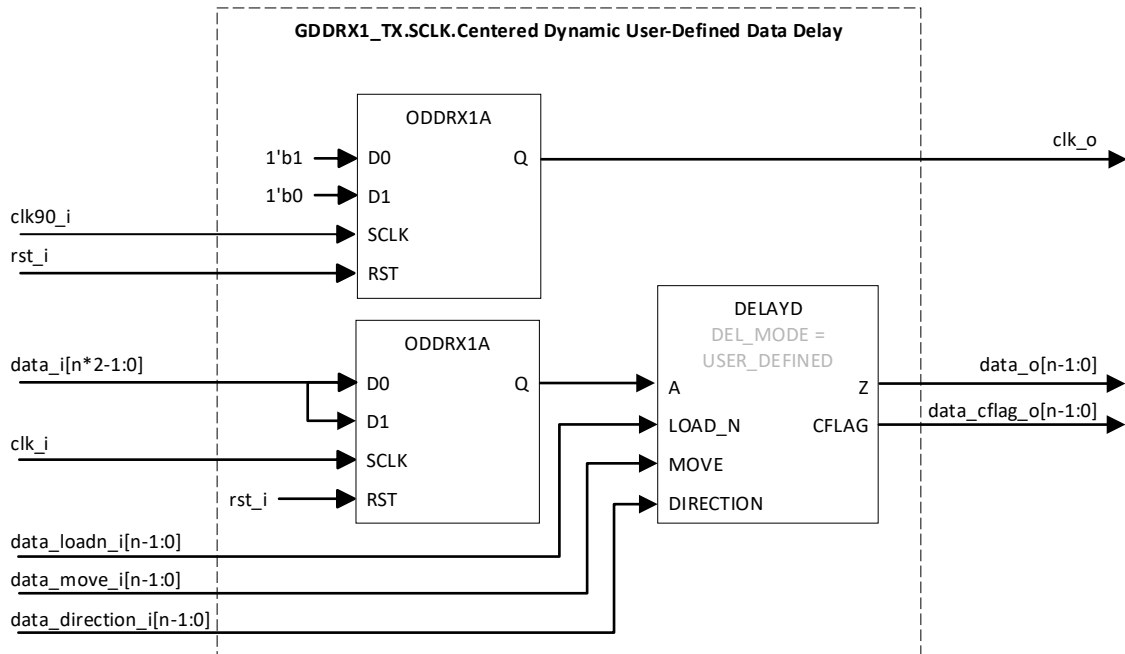 GDDRX1_TX.SCLK.Centered Dynamic User-Defined Data Delay
ODDRX1A
1'b1
D0
Q
clk_o
1'b0
D1
clk90_i
SCLK
rst_i
RST
ODDRX1A
DELAYD
DEL_MODE =
USER_DEFINED
data_i[n*2-1:0]
D0
Q
A
Z
data_o[n-1:0]
D1
LOAD_N
CFLAG
data_cflag_o[n-1:0]
clk_i
SCLK
MOVE
rst_i
RST
DIRECTION
data_loadn_i[n-1:0]
data_move_i[n-1:0]
data_direction_i[n-1:0]